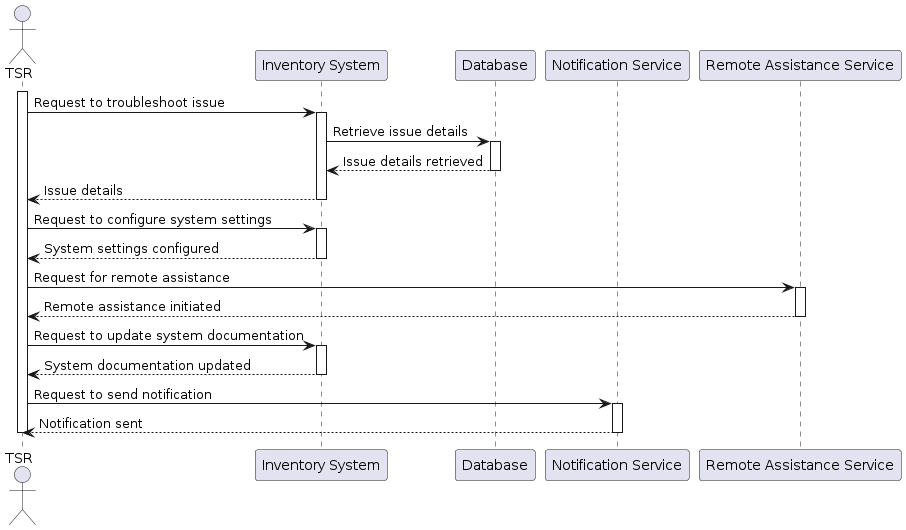 TSR
Inventory System
Database
Notification Service
Remote Assistance Service
Request to troubleshoot issue
Retrieve issue details
Issue details retrieved
Issue details
Request to configure system settings
System settings configured
Request for remote assistance
Remote assistance initiated
Request to update system documentation
System documentation updated
Request to send notification
Notification sent
TSR
Inventory System
Database
Notification Service
Remote Assistance Service